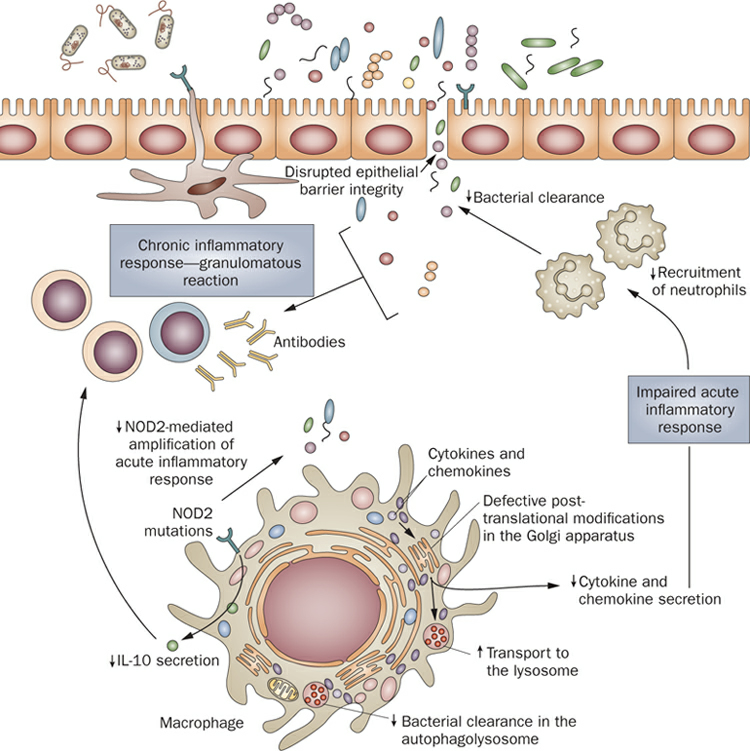 Disrupted epithelial
barrier integrity
↓Bacterial clearance
Chronic inflammatory
response—granulomatous
reaction
↓Recruitment
of neutrophils
Antibodies
Impaired acute
inflammatory
response
↓NOD2-mediated
amplification of
acute inflammatory
response
Cytokines and
chemokines
NOD2
mutations
Defective post-
translational modifications
in the Golgi apparatus
↓Cytokine and
chemokine secretion
↓IL-10 secretion
↑Transport to
the lysosome
Macrophage
↓Bacterial clearance in the
autophagolysosome